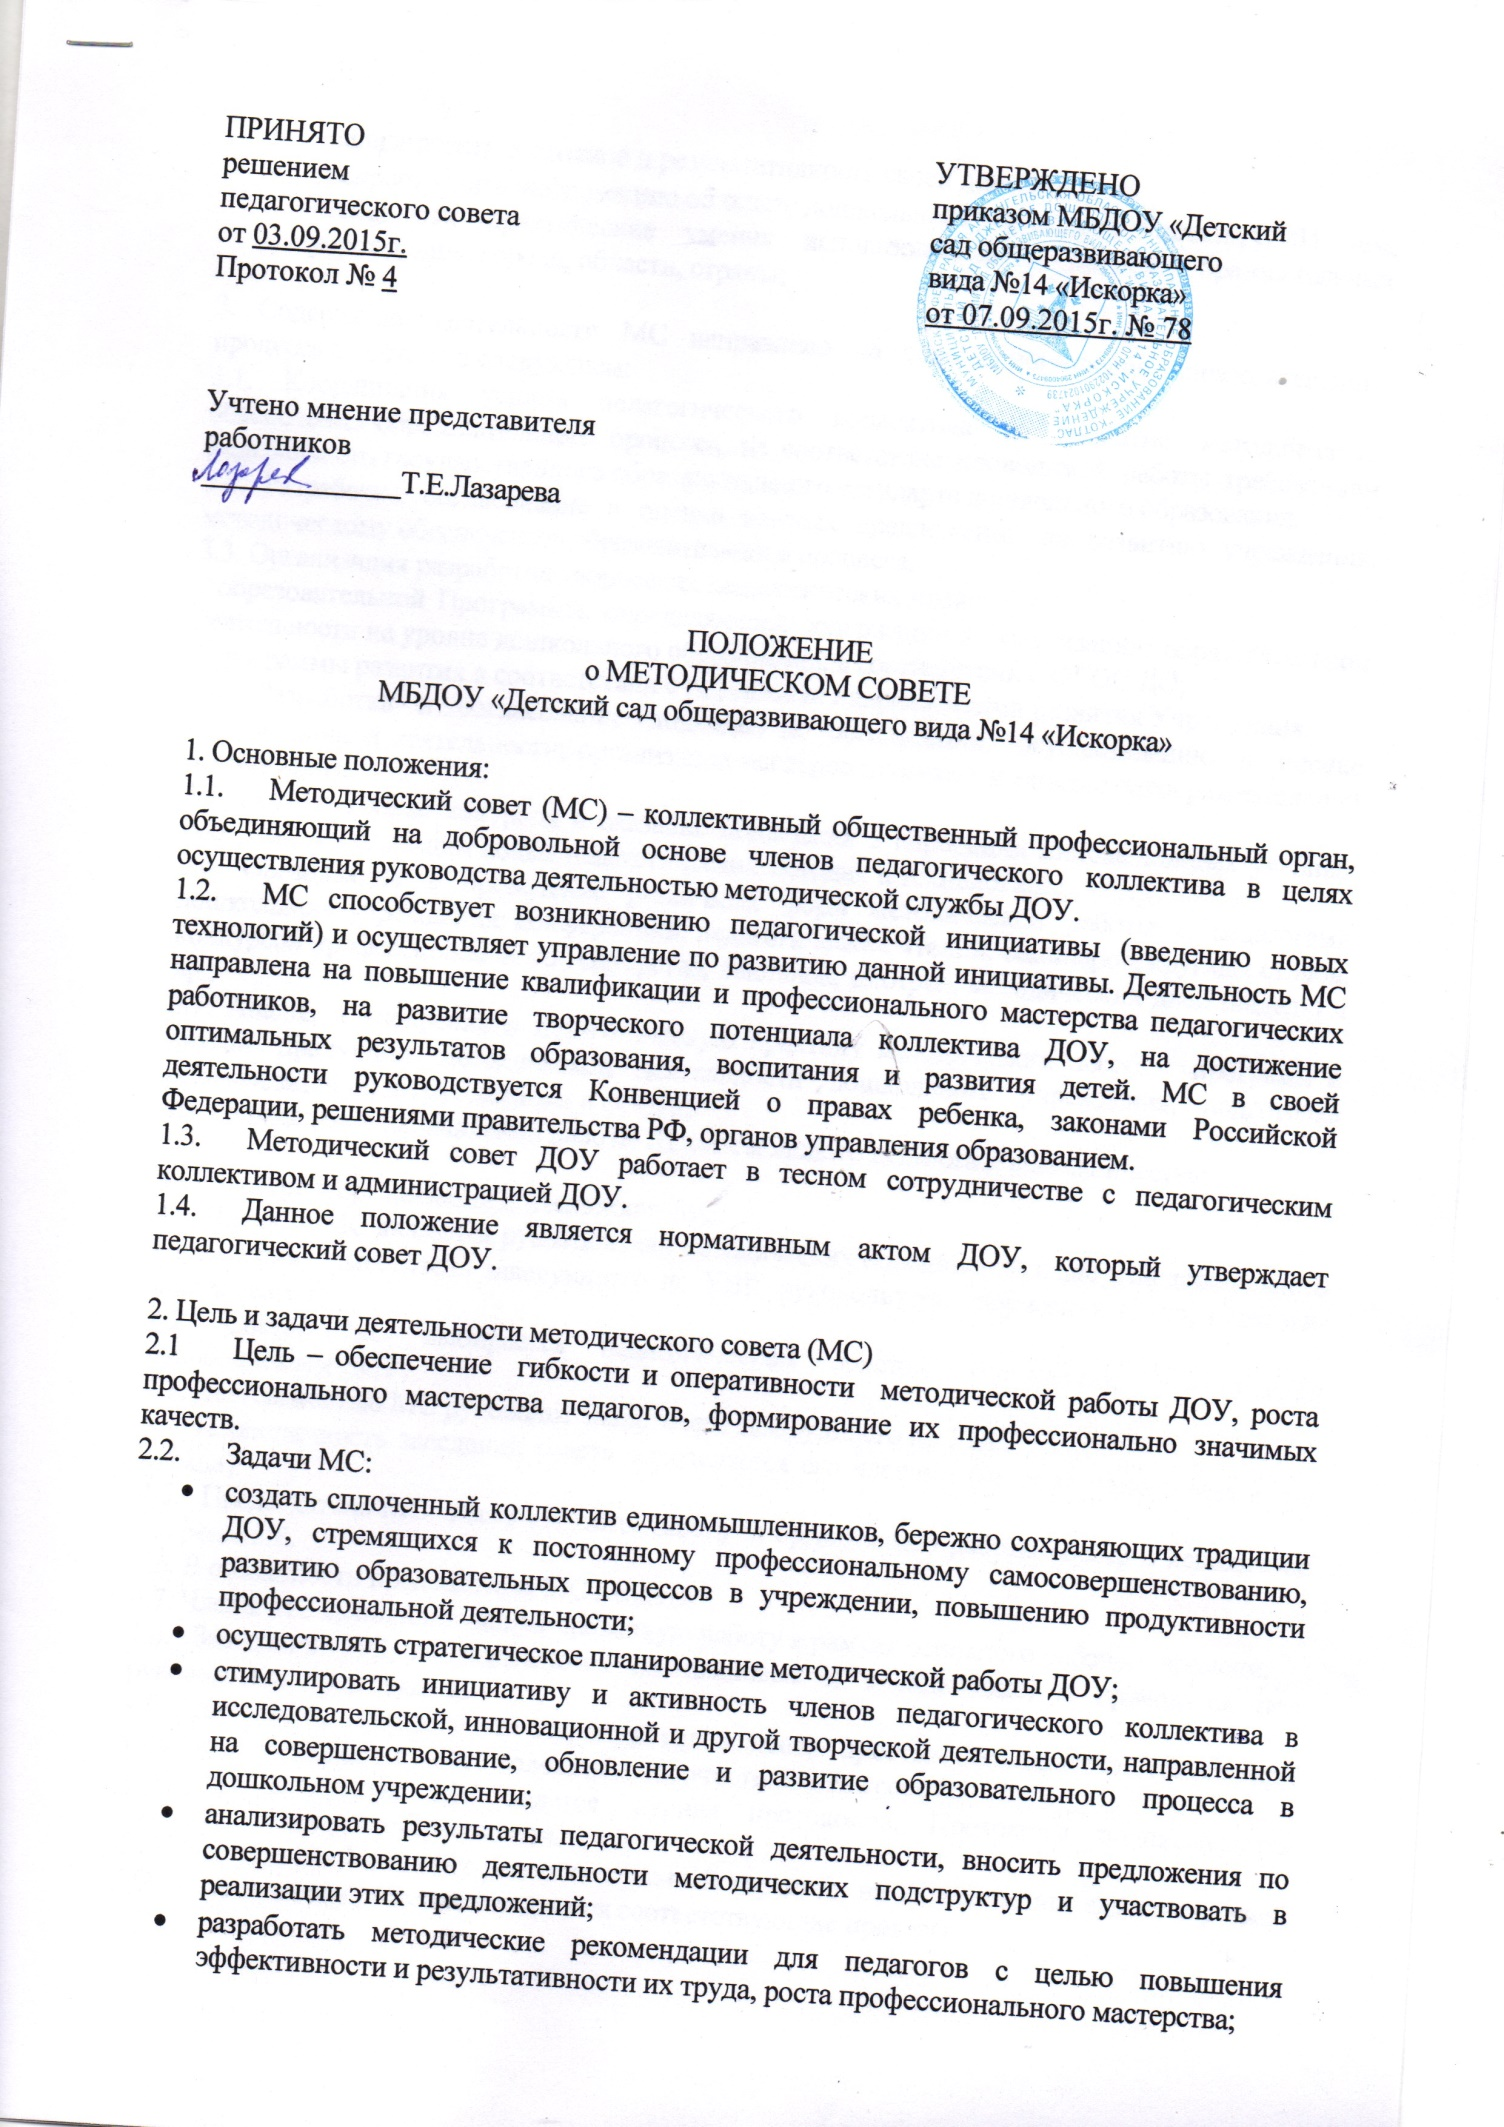 ПРИНЯТО
решением
педагогического совета
от 03.09.2015г.
Протокол № 4
УТВЕРЖДЕНО
приказом МБДОУ «Детский
сад общеразвивающего
вида №14 «Искорка»
от 07.09.2015г. № 78
Учтено мнение представителя
работников
Лазарев
______________Т.Е.Лазарева
ПОЛОЖЕНИЕ
о МЕТОДИЧЕСКОМ СОВЕТЕ
МБДОУ «Детский сад общеразвивающего вида №14 «Искорка»
1. Основные положения:
1.1. Методический совет (МС) – коллективный общественный профессиональный орган,
объединяющий на добровольной основе членов педагогического коллектива в целях
осуществления руководства деятельностью методической службы ДОУ.
1.2. МС способствует возникновению педагогической инициативы (введению новых
технологий) и осуществляет управление по развитию данной инициативы. Деятельность МС
направлена на повышение квалификации и профессионального мастерства педагогических
работников, на развитие творческого потенциала коллектива ДОУ, на достижение
оптимальных результатов образования, воспитания и развития детей. МС в своей
деятельности руководствуется Конвенцией о правах ребенка, законами Российской
Федерации, решениями правительства РФ, органов управления образованием.
1.3. Методический совет ДОУ работает в тесном сотрудничестве с педагогическим
коллективом и администрацией ДОУ.
1.4. Данное положение является нормативным актом ДОУ, который утверждает
педагогический совет ДОУ.
2. Цель и задачи деятельности методического совета (МС)
2.1 Цель – обеспечение гибкости и оперативности методической работы ДОУ, роста
профессионального мастерства педагогов, формирование их профессионально значимых
качеств.
2.2. Задачи МС:
• создать сплоченный коллектив единомышленников, бережно сохраняющих традиции
ДОУ, стремящихся к постоянному профессиональному самосовершенствованию,
развитию образовательных процессов в учреждении, повышению продуктивности
профессиональной деятельности;
• осуществлять стратегическое планирование методической работы ДОУ;
• стимулировать инициативу и активность членов педагогического коллектива в
исследовательской, инновационной и другой творческой деятельности, направленной
на совершенствование, обновление и развитие образовательного процесса в
дошкольном учреждении;
• анализировать результаты педагогической деятельности, вносить предложения по
совершенствованию деятельности методических подструктур и участвовать в
реализации этих предложений;
• разработать методические рекомендации для педагогов с целью повышения
эффективности и результативности их труда, роста профессионального мастерства;